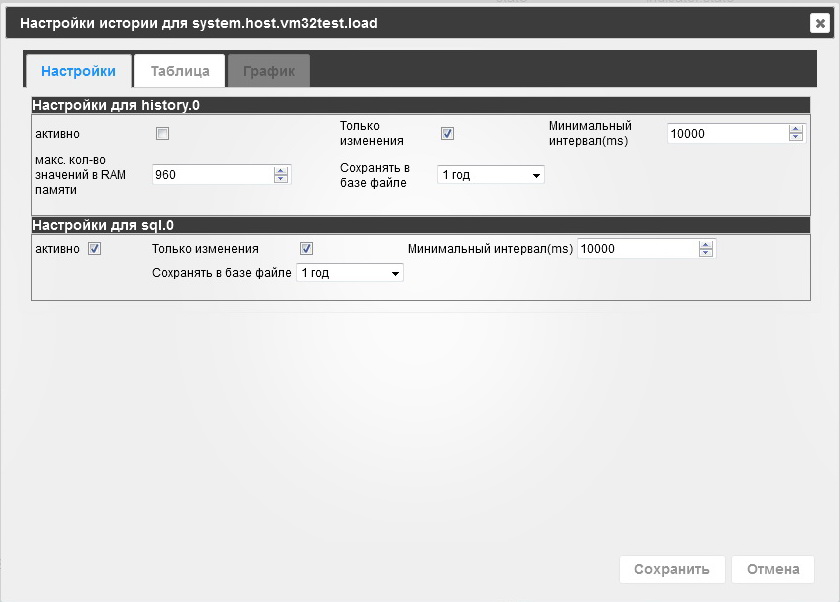 Настройки истории для system.host.vm32test.load
Настройки
Таблица
График
Настройки для history.0
активно
Только изменения
Минимальный интервал(ms)
10000
макс. кол-во значений в RAM памяти
960
Сохранять в базе файле
1 год
Настройки для sql.0
активно
Только изменения
Минимальный интервал(ms)
10000
Сохранять в базе файле
1 год
Сохранить
Отмена